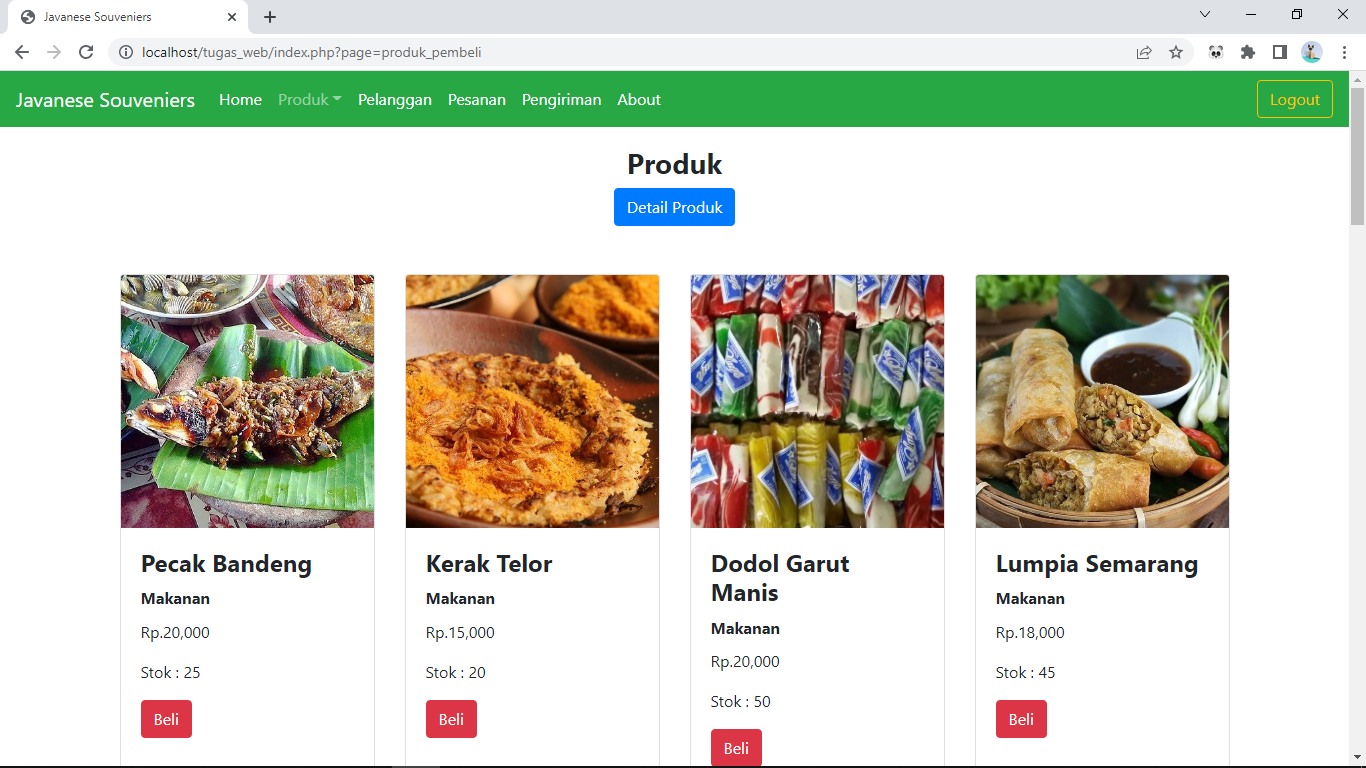 Javanese Souveniers
localhost/tugas_web/index.php?page=produk_pembeli
Javanese Souveniers Home Produk Pelanggan Pesanan Pengiriman About Logout
Produk
Detail Produk
Pecak Bandeng
Makanan
Rp.20,000
Stok : 25
Beli
Kerak Telor
Makanan
Rp.15,000
Stok : 20
Beli
Dodol Garut
Manis
Makanan
Rp.20,000
Stok : 50
Beli
Lumpia Semarang
Makanan
Rp.18,000
Stok : 45
Beli